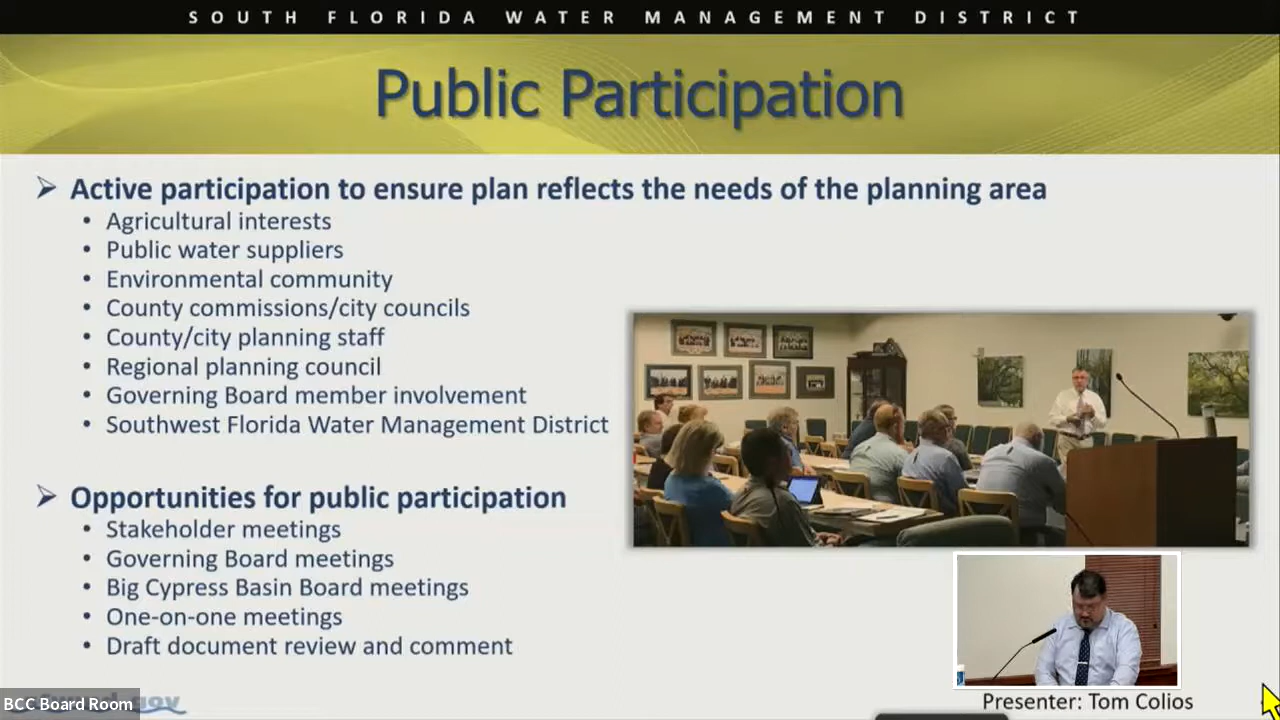 SOUTH FLORIDA WATER MANAGEMENT DISTRICT
Public Participation
Active participation to ensure plan reflects the needs of the planning area
Agricultural interests
Public water suppliers
Environmental community
County commissions/city councils
County/city planning staff
Regional planning council
Governing Board member involvement
Southwest Florida Water Management District
Opportunities for public participation
Stakeholder meetings
Governing Board meetings
Big Cypress Basin Board meetings
One-on-one meetings
Draft document review and comment
BCC Board Room
Presenter: Tom Colios